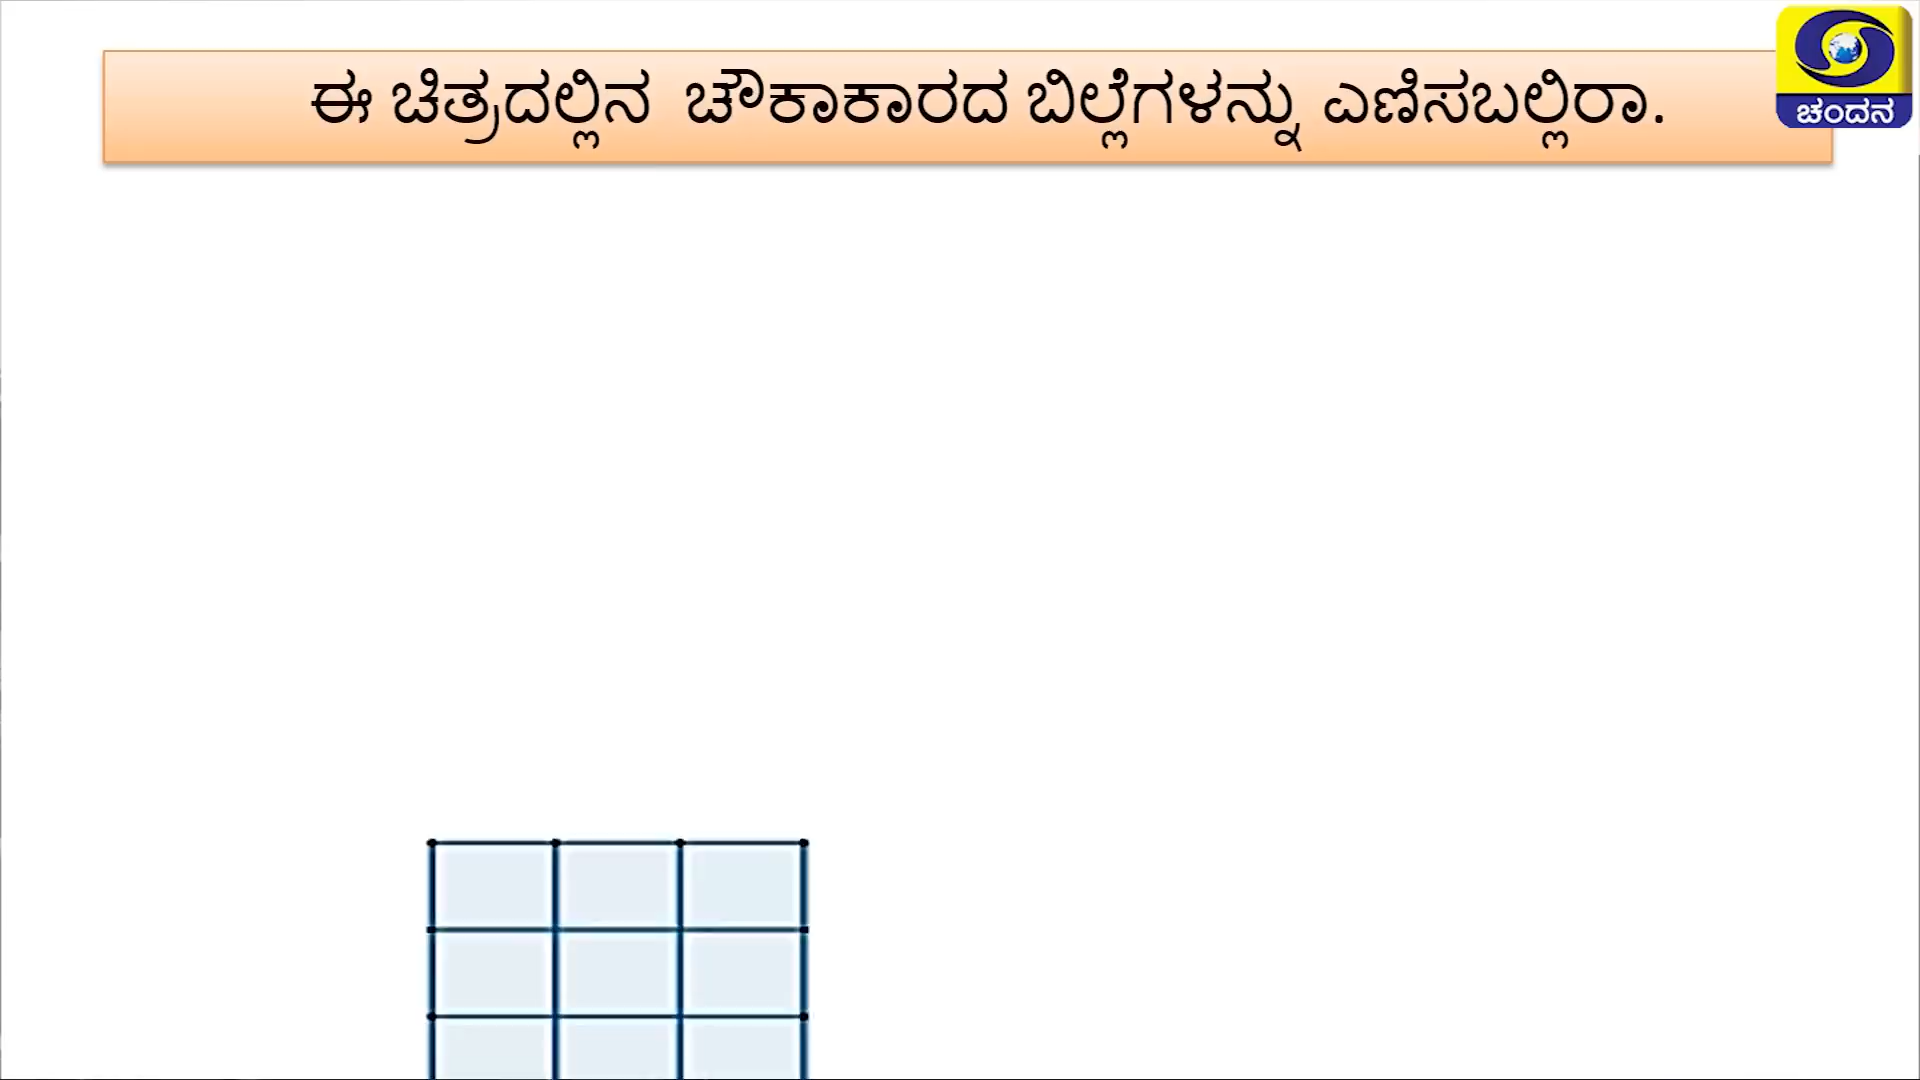 ಈ ಚಿತ್ರದಲ್ಲಿನ ಚೌಕಾಕಾರದ ಬಿಲ್ಲೆಗಳನ್ನು ಎಣಿಸಬಲ್ಲಿರಾ.
ಚಂದನ